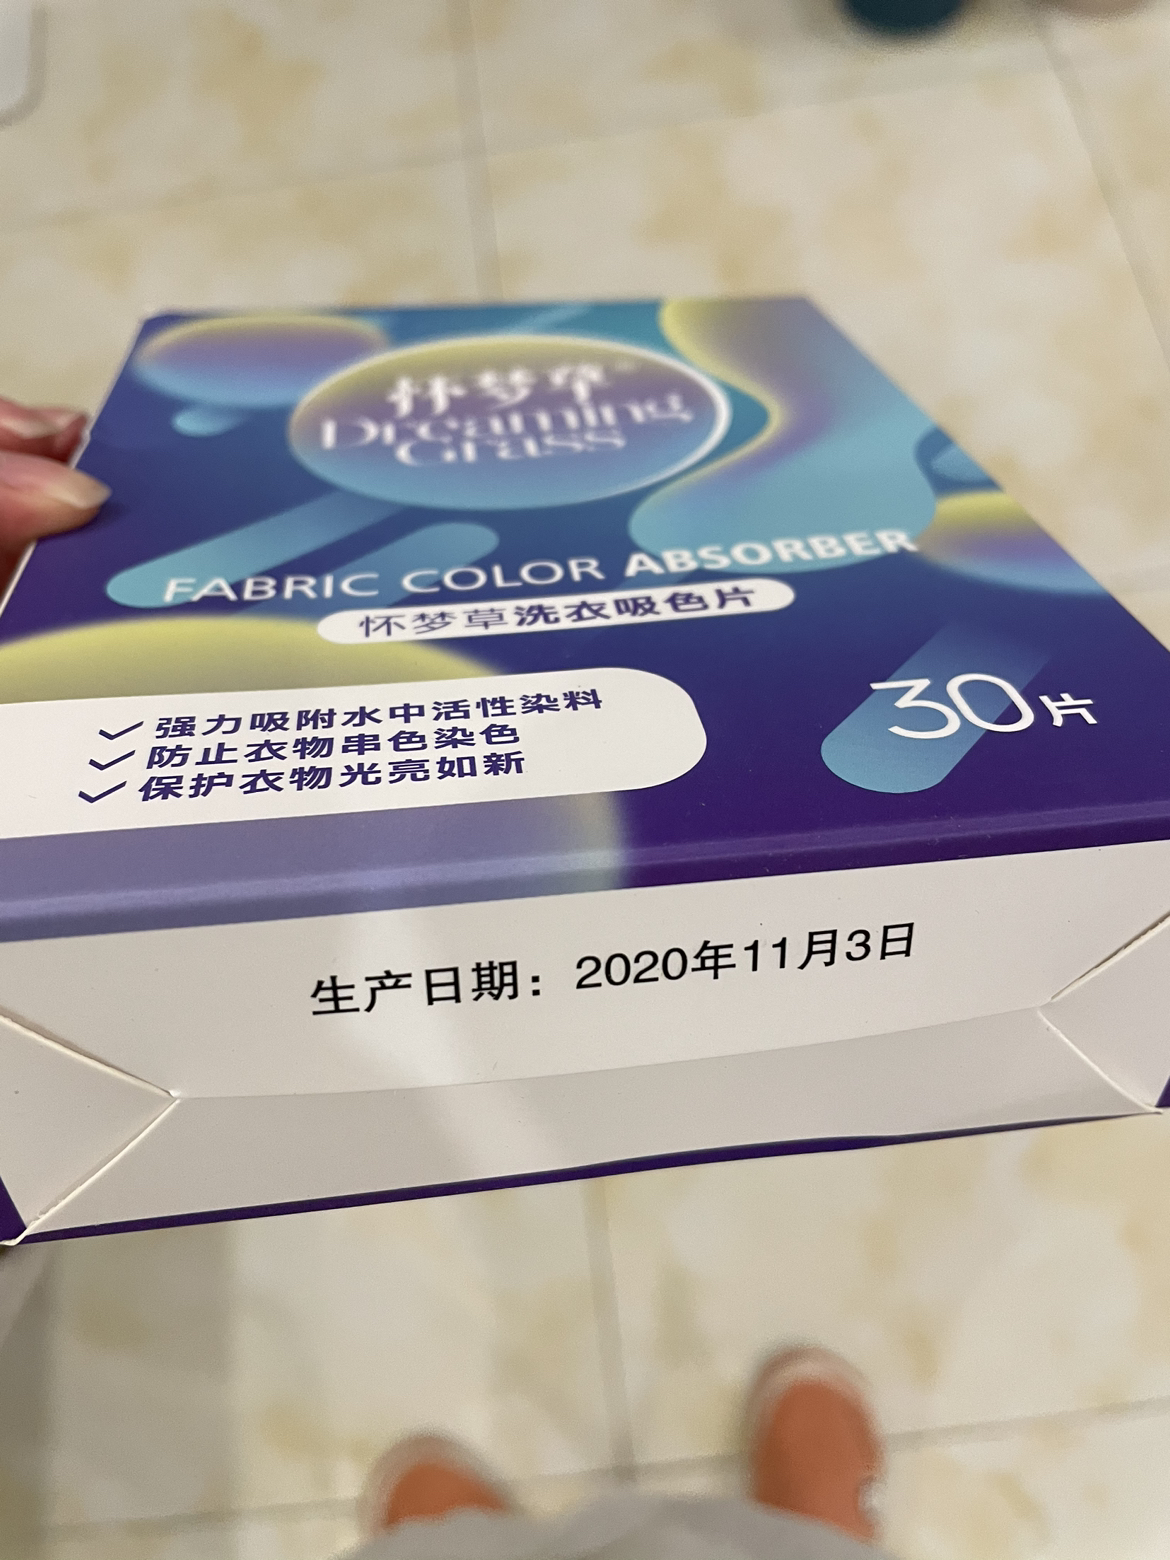 怀梦草®
Dreaming
Grass
FABRIC COLOR ABSORBER
怀梦草洗衣吸色片
强力吸附水中活性染料
防止衣物串色染色
保护衣物光亮如新
30片
生产日期：2020年11月3日